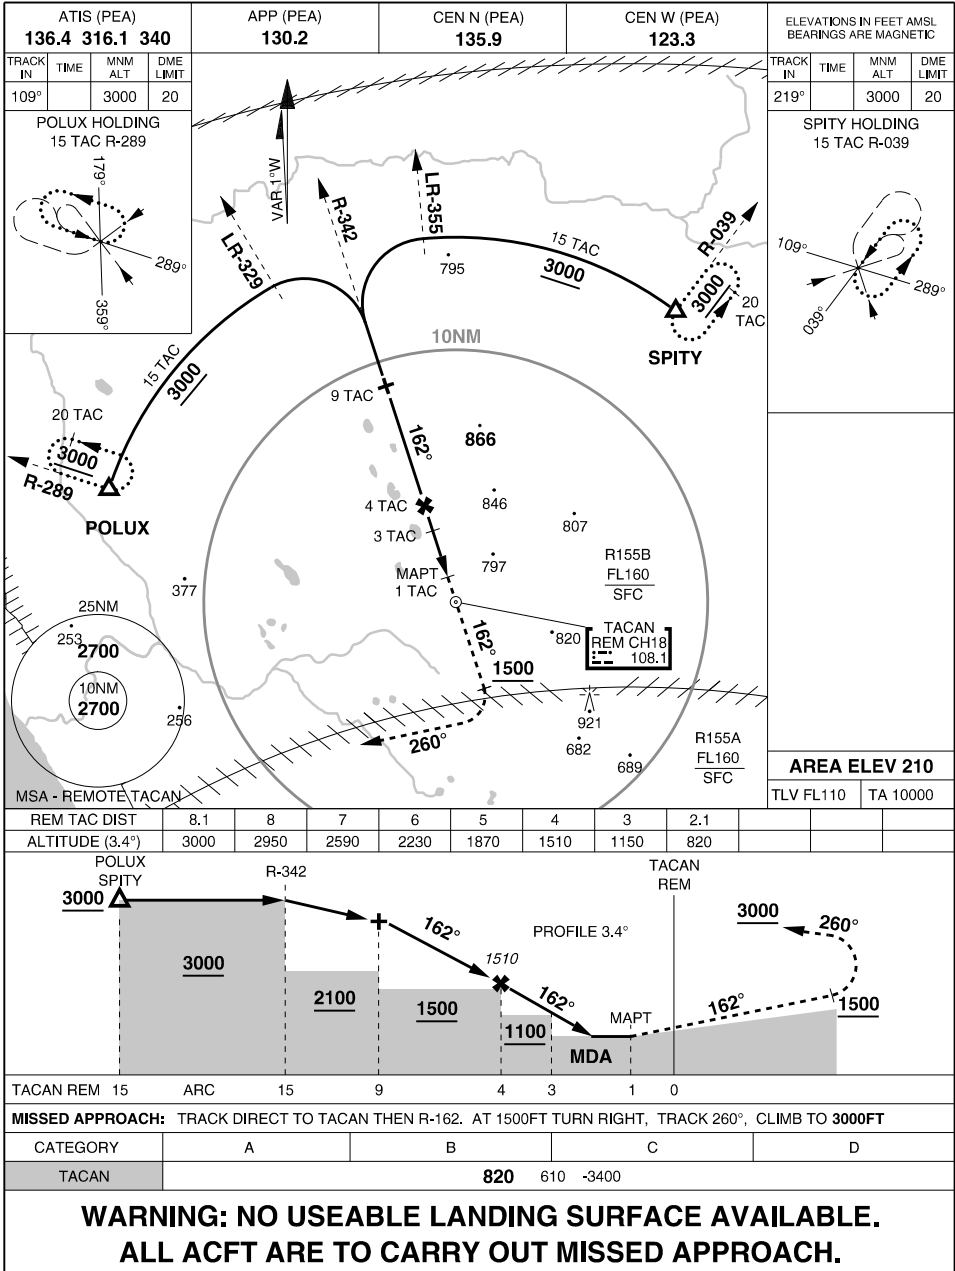 ATIS (PEA)
136.4 316.1 340
APP (PEA)
130.2
CEN N (PEA)
135.9
CEN W (PEA)
123.3
ELEVATIONS IN FEET AMSL
BEARINGS ARE MAGNETIC
TRACK IN TIME MNM ALT DME LIMIT
109° 3000 20
POLUX HOLDING
15 TAC R-289
179°
289°
359°
TRACK IN TIME MNM ALT DME LIMIT
219° 3000 20
SPITY HOLDING
15 TAC R-039
109°
289°
039°
VAR 1°W
LR-329
R-342
LR-355
R-039
795
15 TAC
3000
3000
20 TAC
SPITY
10NM
15 TAC
3000
9 TAC
20 TAC
3000
R-289
POLUX
162°
866
846
807
4 TAC
3 TAC
797
MAPT
1 TAC
R155B
FL160
SFC
377
25NM
253
2700
10NM
2700
256
162°
820
TACAN
REM CH18
108.1
1500
921
260°
682
689
R155A
FL160
SFC
MSA - REMOTE TACAN
AREA ELEV 210
TLV FL110 TA 10000
REM TAC DIST 8.1 8 7 6 5 4 3 2.1
ALTITUDE (3.4°) 3000 2950 2590 2230 1870 1510 1150 820
POLUX
SPITY
3000
R-342
TACAN
REM
3000
260°
162°
PROFILE 3.4°
1510
3000
2100
1500
162°
1100
MAPT
162°
1500
MDA
TACAN REM 15 ARC 15 9 4 3 1 0
MISSED APPROACH: TRACK DIRECT TO TACAN THEN R-162. AT 1500FT TURN RIGHT, TRACK 260°, CLIMB TO 3000FT
CATEGORY A B C D
TACAN 820 610 -3400
WARNING: NO USEABLE LANDING SURFACE AVAILABLE.
ALL ACFT ARE TO CARRY OUT MISSED APPROACH.